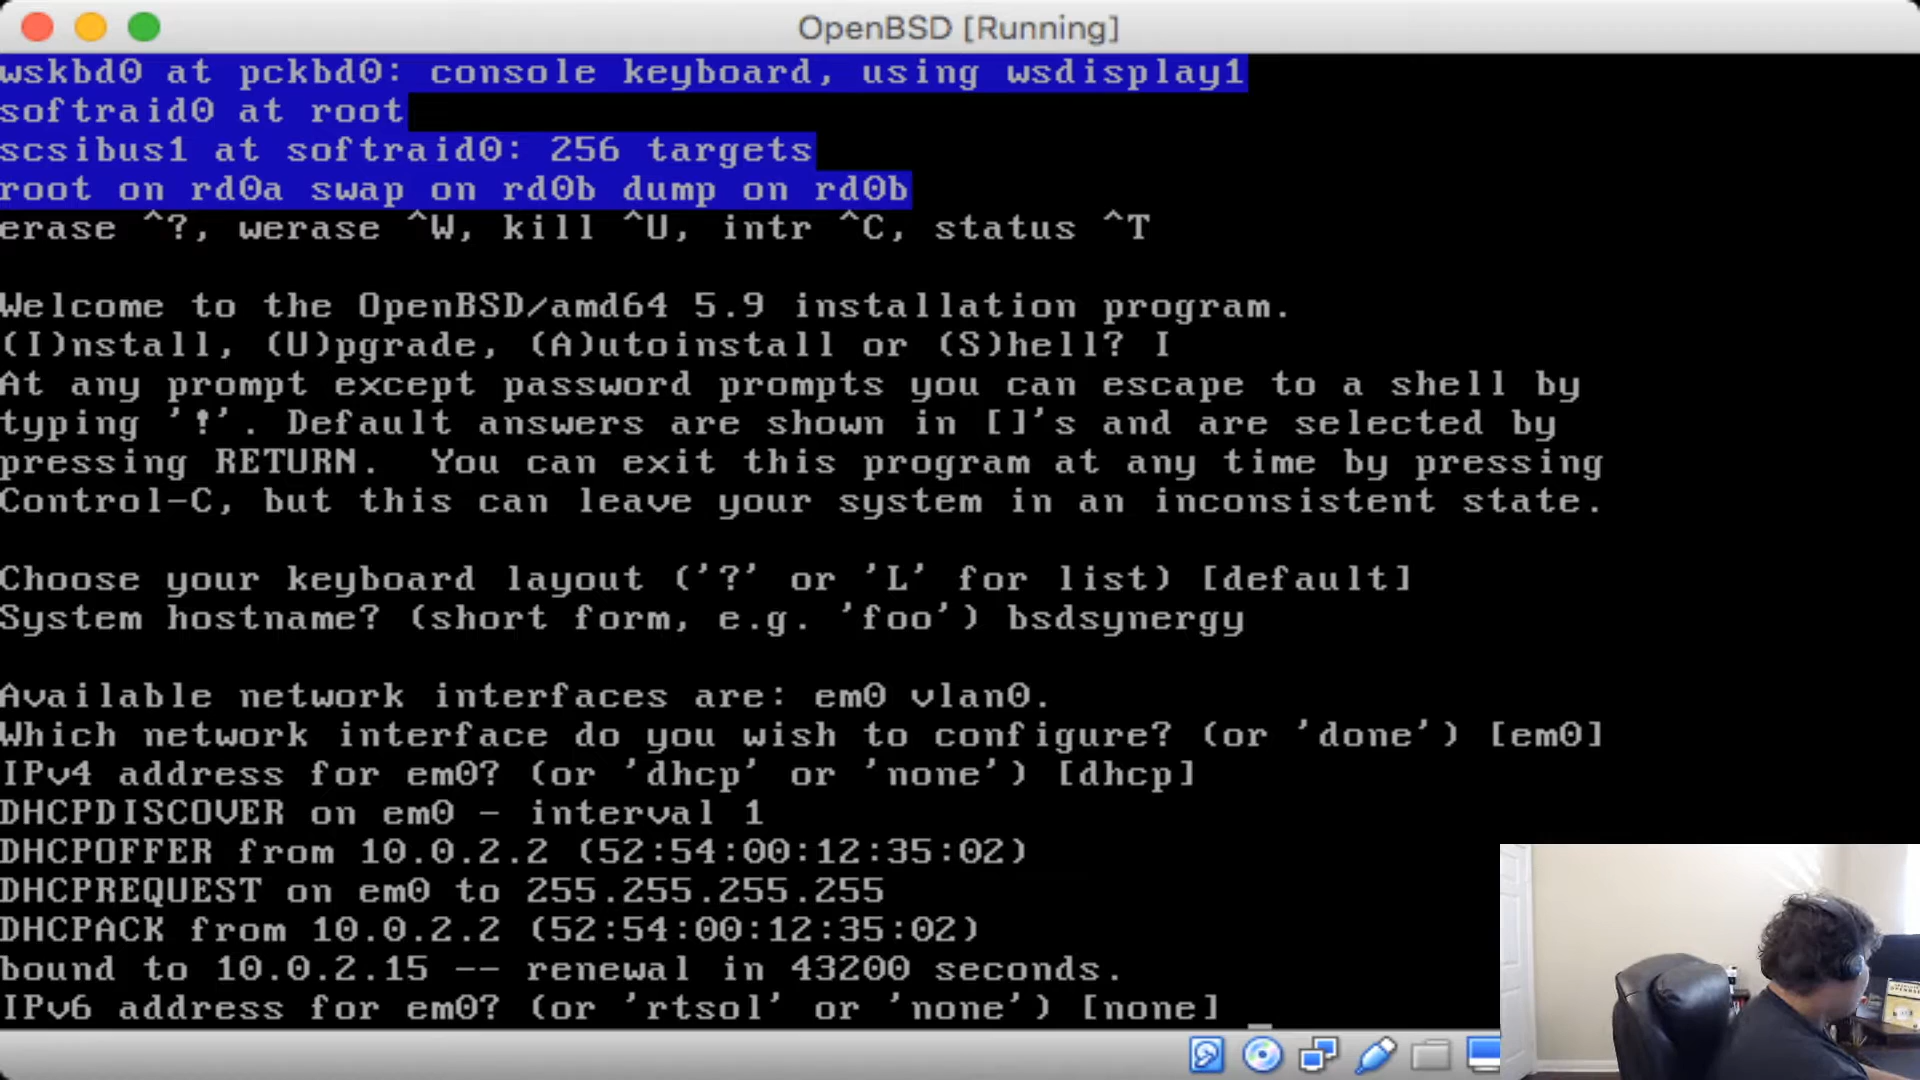 OpenBSD [Running]
wskbd0 at pckbd0: console keyboard, using wsdisplay1
softraid0 at root
scsibus1 at softraid0: 256 targets
root on rd0a swap on rd0b dump on rd0b
erase ^?, werase ^W, kill ^U, intr ^C, status ^T
Welcome to the OpenBSD/amd64 5.9 installation program.
(I)nstall, (U)pgrade, (A)utoinstall or (S)hell? I
At any prompt except password prompts you can escape to a shell by
typing '!'. Default answers are shown in []'s and are selected by
pressing RETURN.  You can exit this program at any time by pressing
Control-C, but this can leave your system in an inconsistent state.
Choose your keyboard layout ('?' or 'L' for list) [default]
System hostname? (short form, e.g. 'foo') bsdsynergy
Available network interfaces are: em0 vlan0.
Which network interface do you wish to configure? (or 'done') [em0]
IPv4 address for em0? (or 'dhcp' or 'none') [dhcp]
DHCPDISCOVER on em0 - interval 1
DHCPOFFER from 10.0.2.2 (52:54:00:12:35:02)
DHCPREQUEST on em0 to 255.255.255.255
DHCPACK from 10.0.2.2 (52:54:00:12:35:02)
bound to 10.0.2.15 -- renewal in 43200 seconds.
IPv6 address for em0? (or 'rtsol' or 'none') [none]